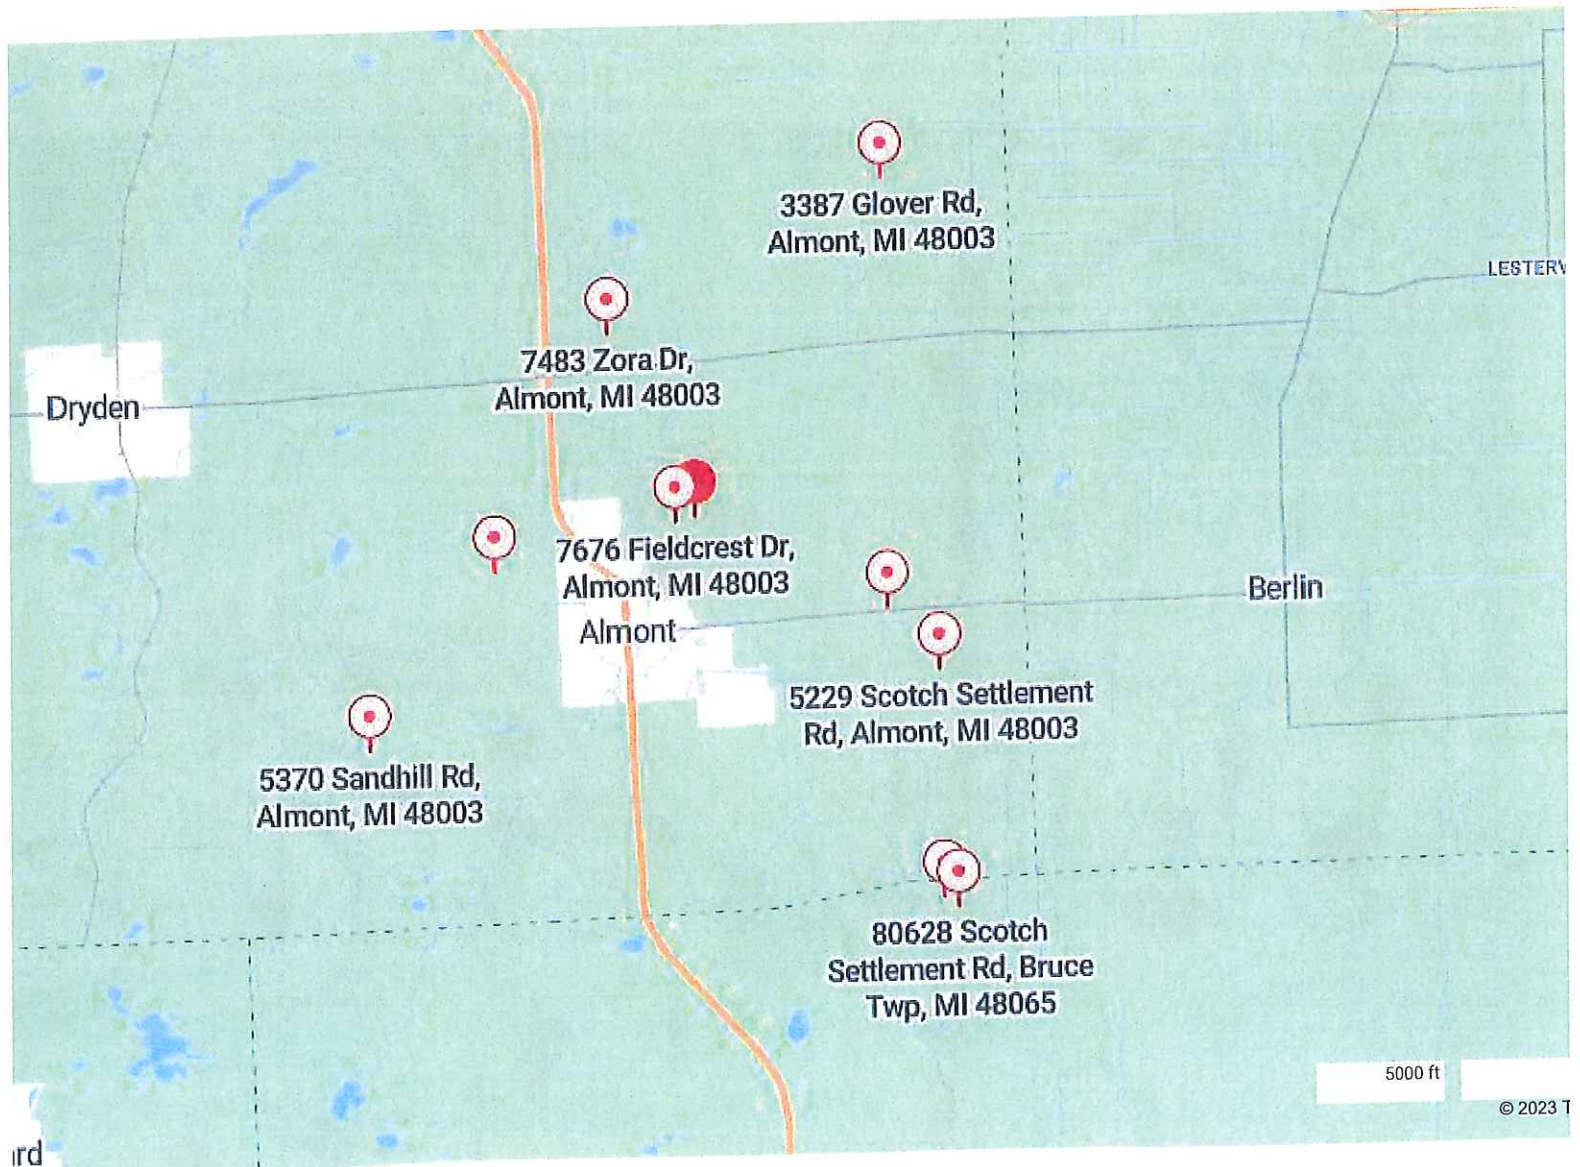 3387 Glover Rd,
Almont, MI 48003
LESTERV
7483 Zora Dr,
Almont, MI 48003
Dryden
7676 Fieldcrest Dr,
Almont, MI 48003
Berlin
Almont
5229 Scotch Settlement
Rd, Almont, MI 48003
5370 Sandhill Rd,
Almont, MI 48003
80628 Scotch
Settlement Rd, Bruce
Twp, MI 48065
5000 ft
© 2023 T
rd